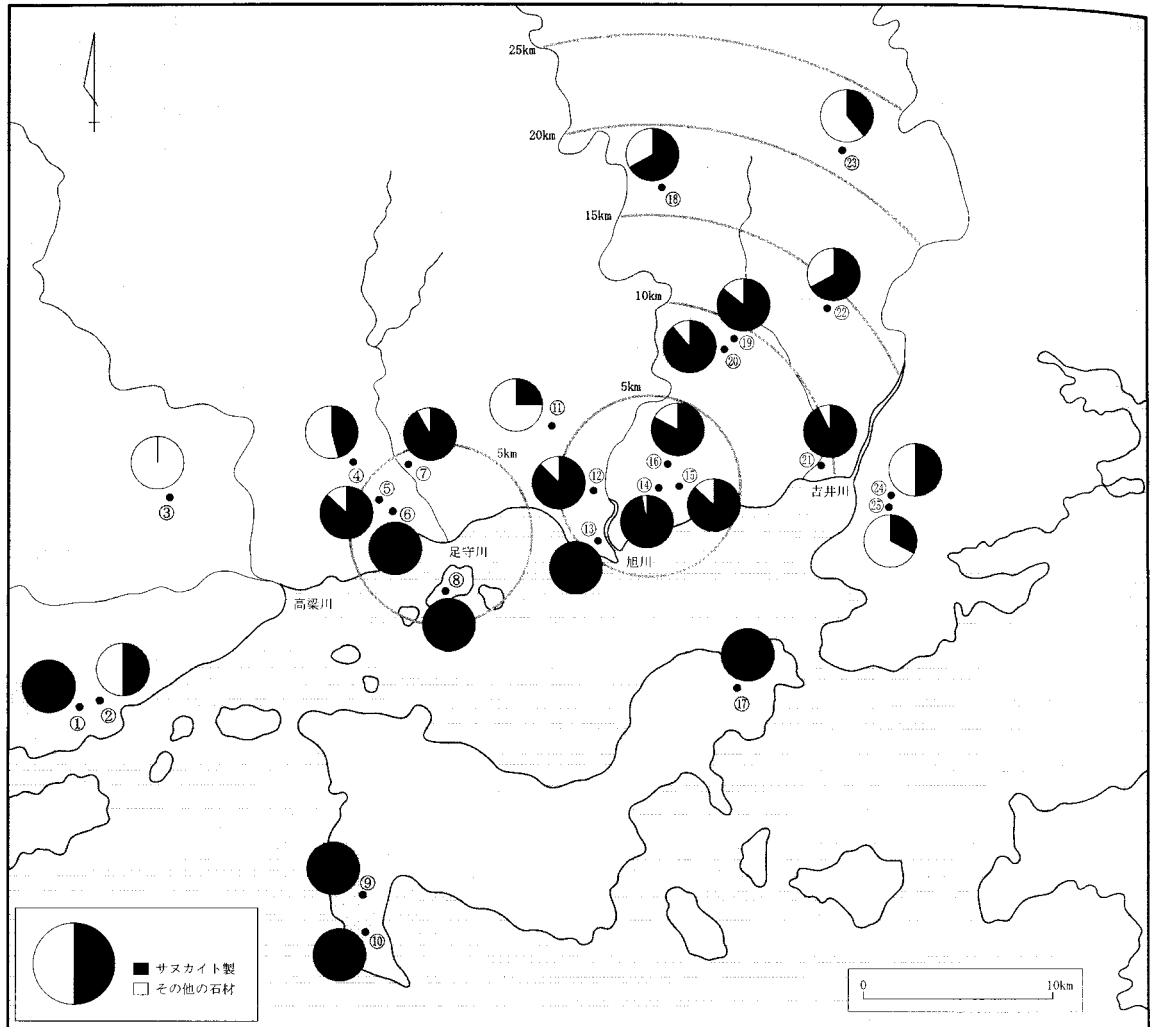 25km
20km
㉓
⑱
15km
10km
㉒
⑲
⑳
5km
⑪
5km
⑯
④
⑦
㉑
吉井川
⑫
⑭
⑮
㉔
㉕
③
⑤
⑥
足守川
⑬
旭川
⑧
高梁川
⑰
①
②
⑨
⑩
サヌカイト製
その他の石材
0 10km